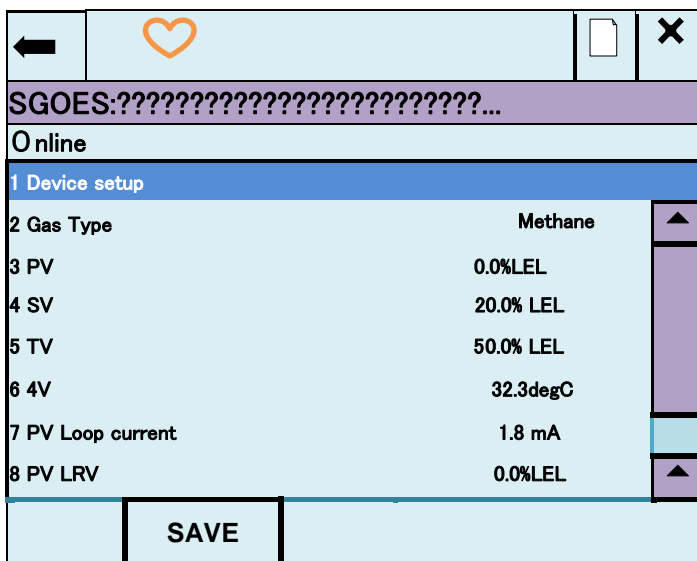 SGOES:?????????????????????????...
Online
1 Device setup
2 Gas Type Methane
3 PV 0.0%LEL
4 SV 20.0% LEL
5 TV 50.0% LEL
6 4V 32.3degC
7 PV Loop current 1.8 mA
8 PV LRV 0.0%LEL
SAVE